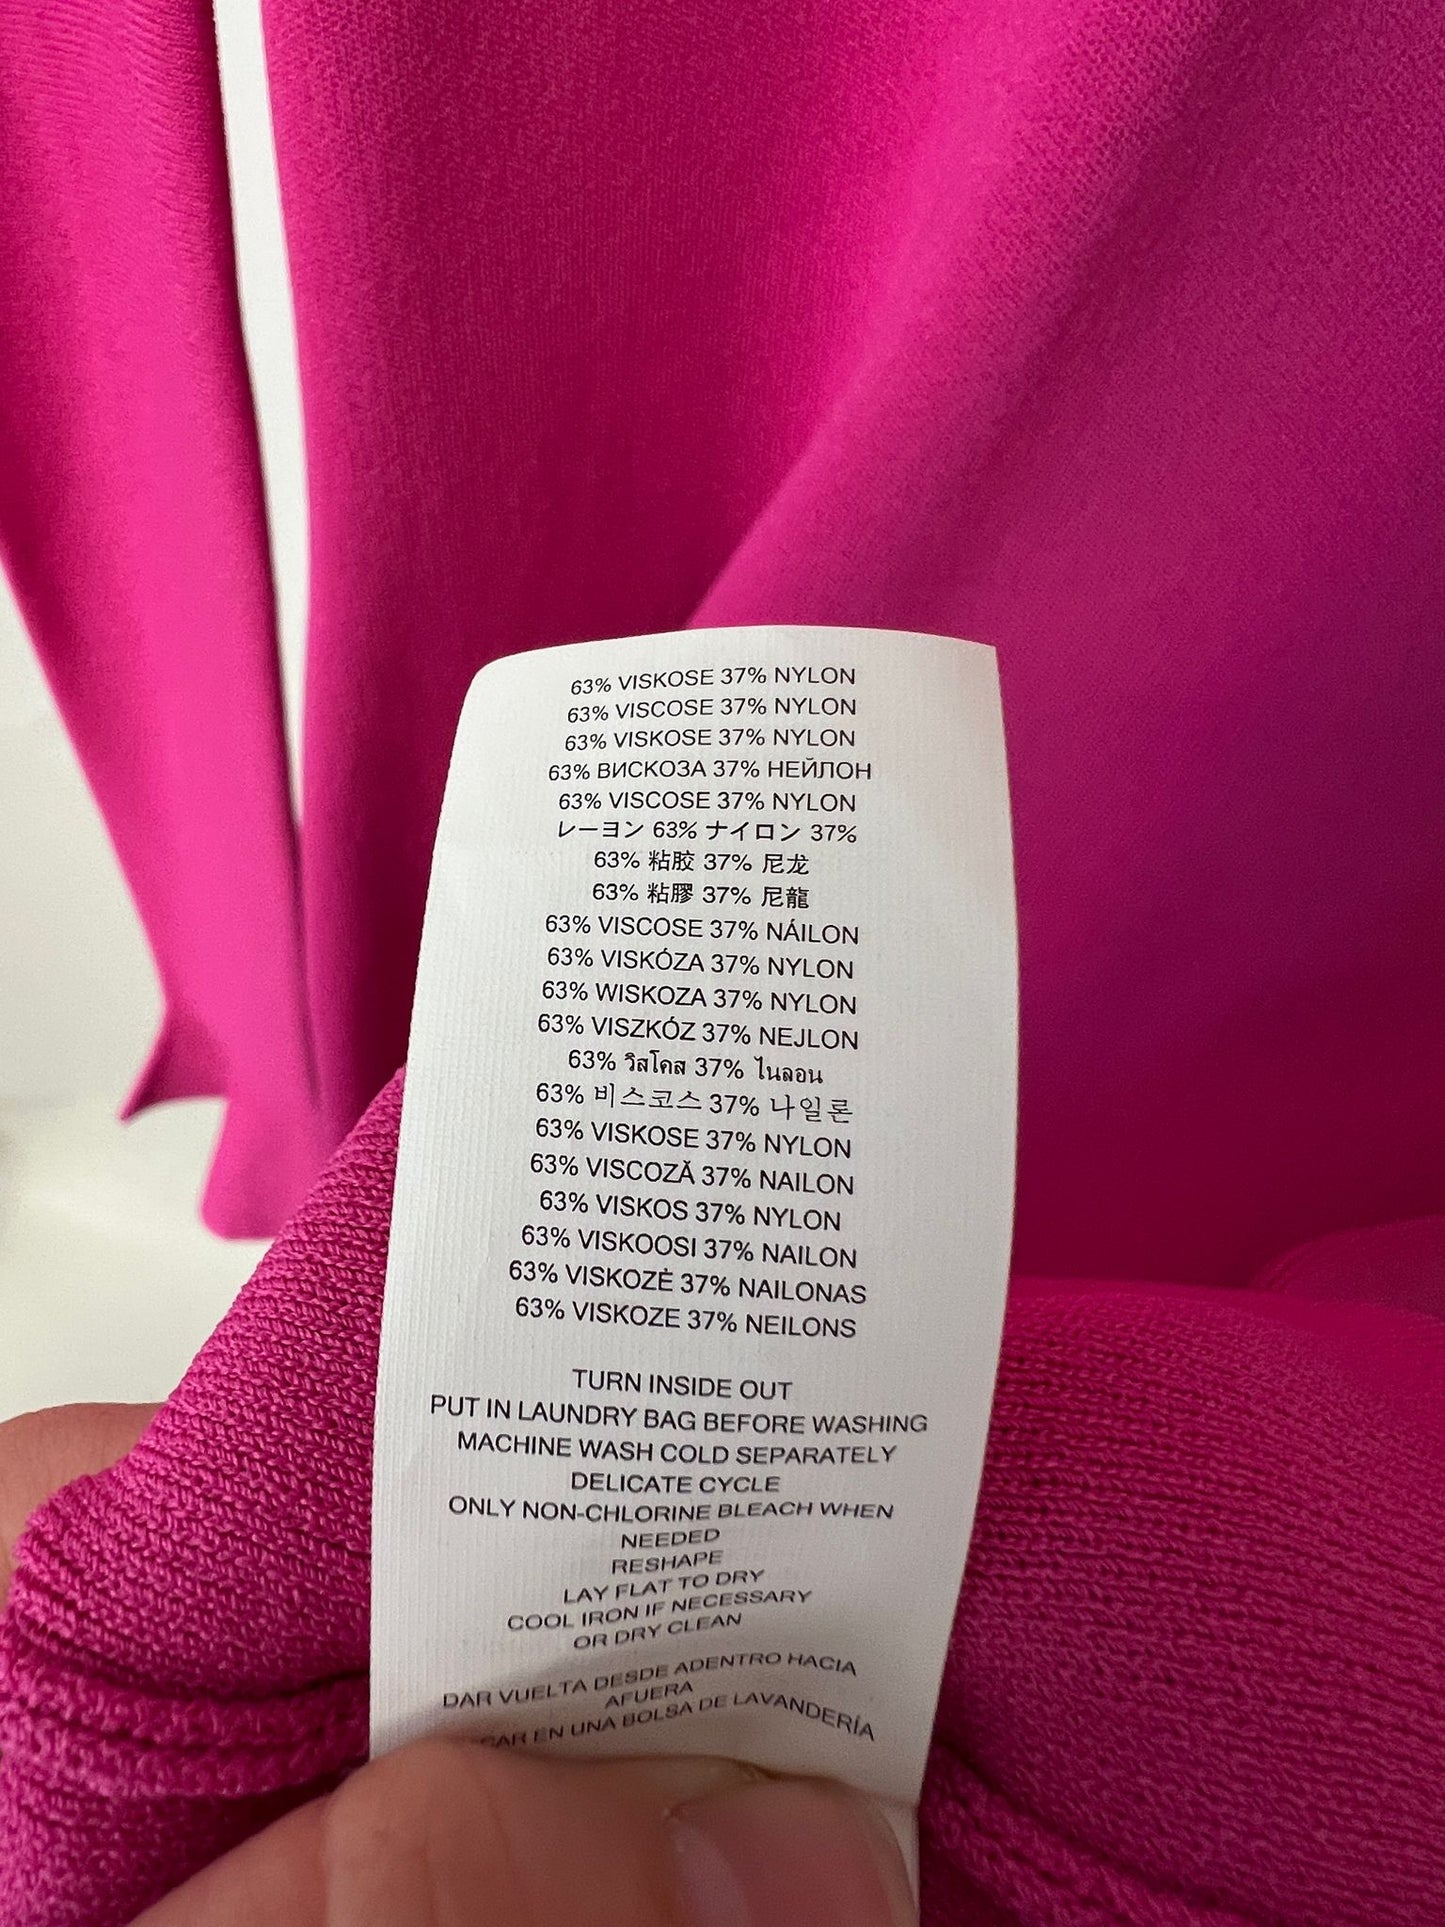 63% VISKOSE 37% NYLON
63% VISCOSE 37% NYLON
63% VISKOSE 37% NYLON
63% ВИСКОЗА 37% НЕЙЛОН
63% VISCOSE 37% NYLON
レーヨン 63% ナイロン 37%
63% 粘胶 37% 尼龙
63% 粘膠 37% 尼龍
63% VISCOSE 37% NÁILON
63% VISKÓZA 37% NYLON
63% WISKOZA 37% NYLON
63% VISZKÓZ 37% NEJLON
63% วิสโคส 37% ไนลอน
63% 비스코스 37% 나일론
63% VISKOSE 37% NYLON
63% VISCOZĂ 37% NAILON
63% VISKOS 37% NYLON
63% VISKOOSI 37% NAILON
63% VISKOZĖ 37% NAILONAS
63% VISKOZE 37% NEILONS
TURN INSIDE OUT
PUT IN LAUNDRY BAG BEFORE WASHING
MACHINE WASH COLD SEPARATELY
DELICATE CYCLE
ONLY NON-CHLORINE BLEACH WHEN
NEEDED
RESHAPE
LAY FLAT TO DRY
COOL IRON IF NECESSARY
OR DRY CLEAN
DAR VUELTA DESDE ADENTRO HACIA
AFUERA
EN UNA BOLSA DE LAVANDERÍA